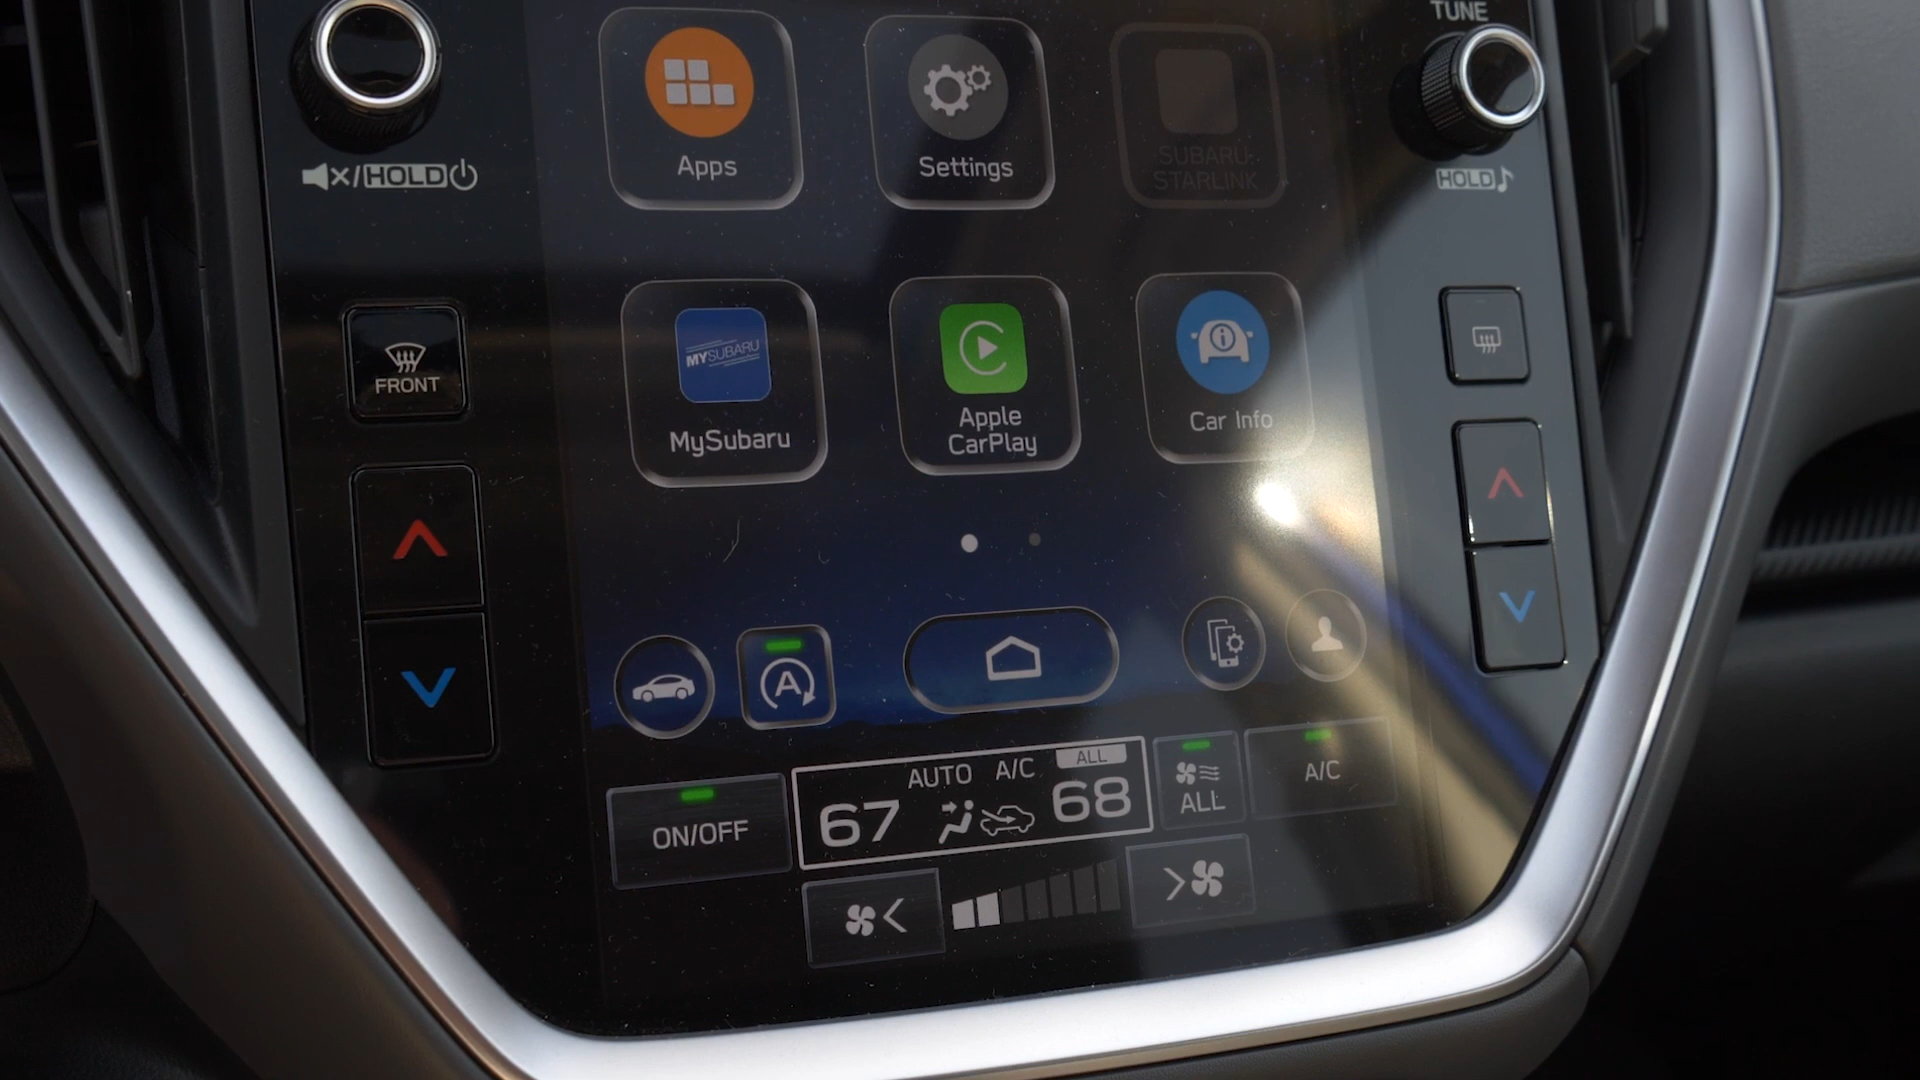 TUNE
HOLD
HOLD
Apps
Settings
SUBARU
STARLINK
FRONT
MYSUBARU
MySubaru
Apple
CarPlay
Car Info
A
ON/OFF
AUTO A/C ALL
67 68
ALL
A/C